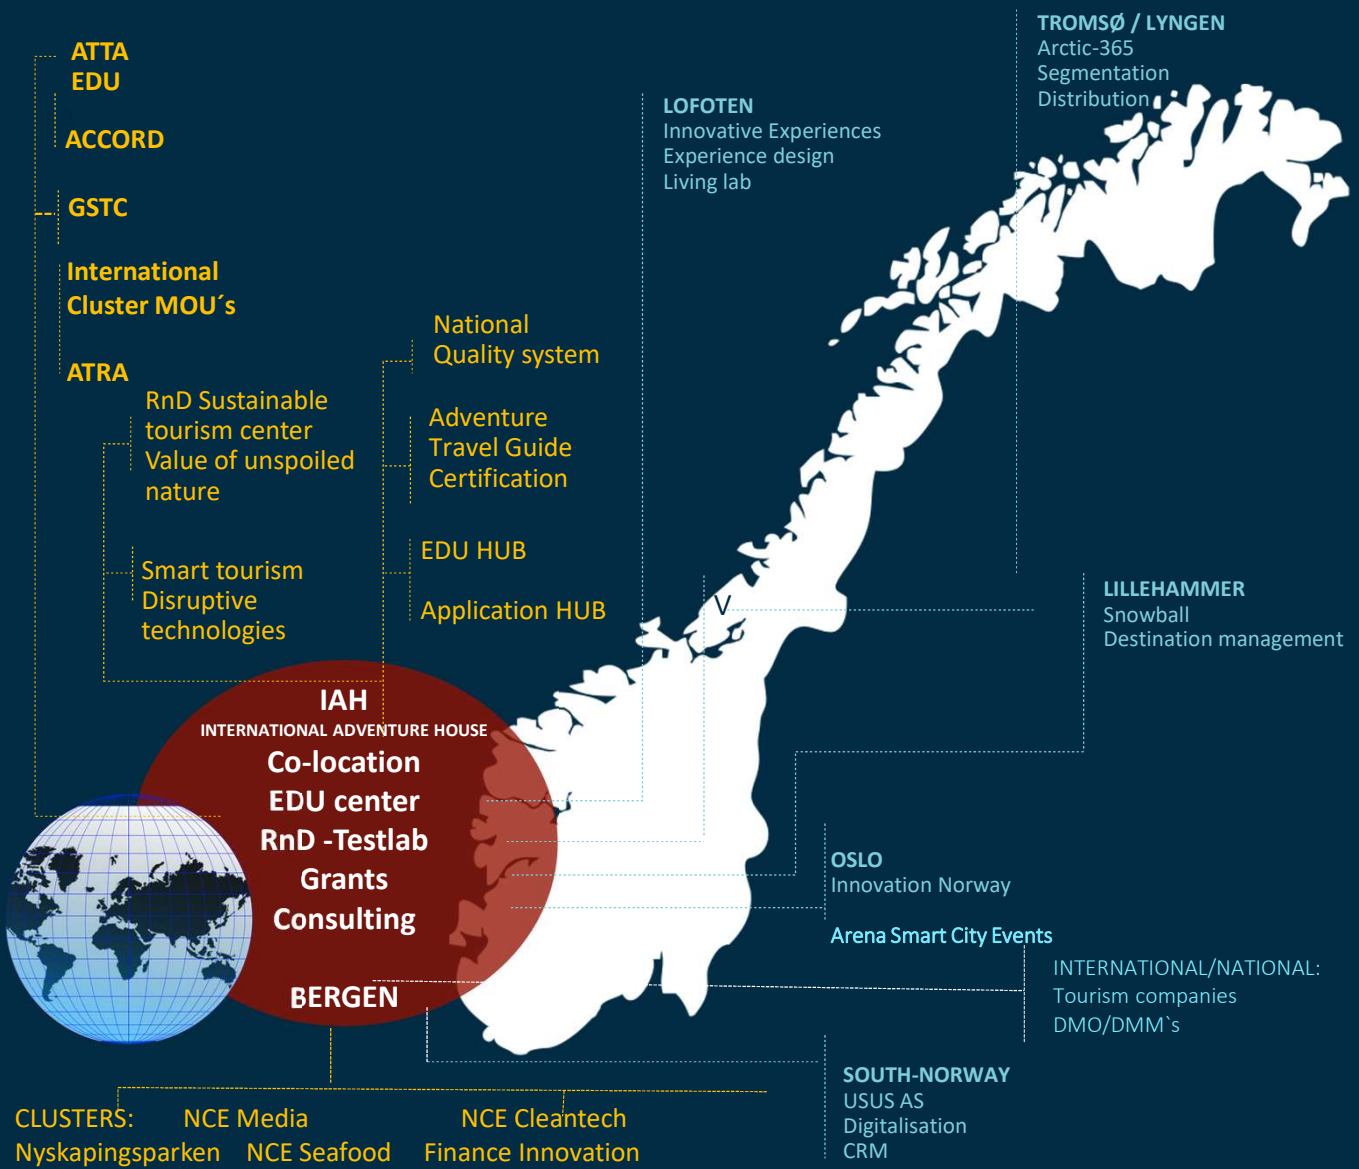 ATTA
EDU
ACCORD
GSTC
International
Cluster MOU´s
ATRA
RnD Sustainable
tourism center
Value of unspoiled
nature
Smart tourism
Disruptive
technologies
National
Quality system
Adventure
Travel Guide
Certification
EDU HUB
Application HUB
LOFOTEN
Innovative Experiences
Experience design
Living lab
TROMSØ / LYNGEN
Arctic-365
Segmentation
Distribution
V
LILLEHAMMER
Snowball
Destination management
IAH
INTERNATIONAL ADVENTURE HOUSE
Co-location
EDU center
RnD -Testlab
Grants
Consulting
BERGEN
OSLO
Innovation Norway
Arena Smart City Events
INTERNATIONAL/NATIONAL:
Tourism companies
DMO/DMM`s
SOUTH-NORWAY
USUS AS
Digitalisation
CRM
CLUSTERS: NCE Media NCE Cleantech
Nyskapingsparken NCE Seafood Finance Innovation